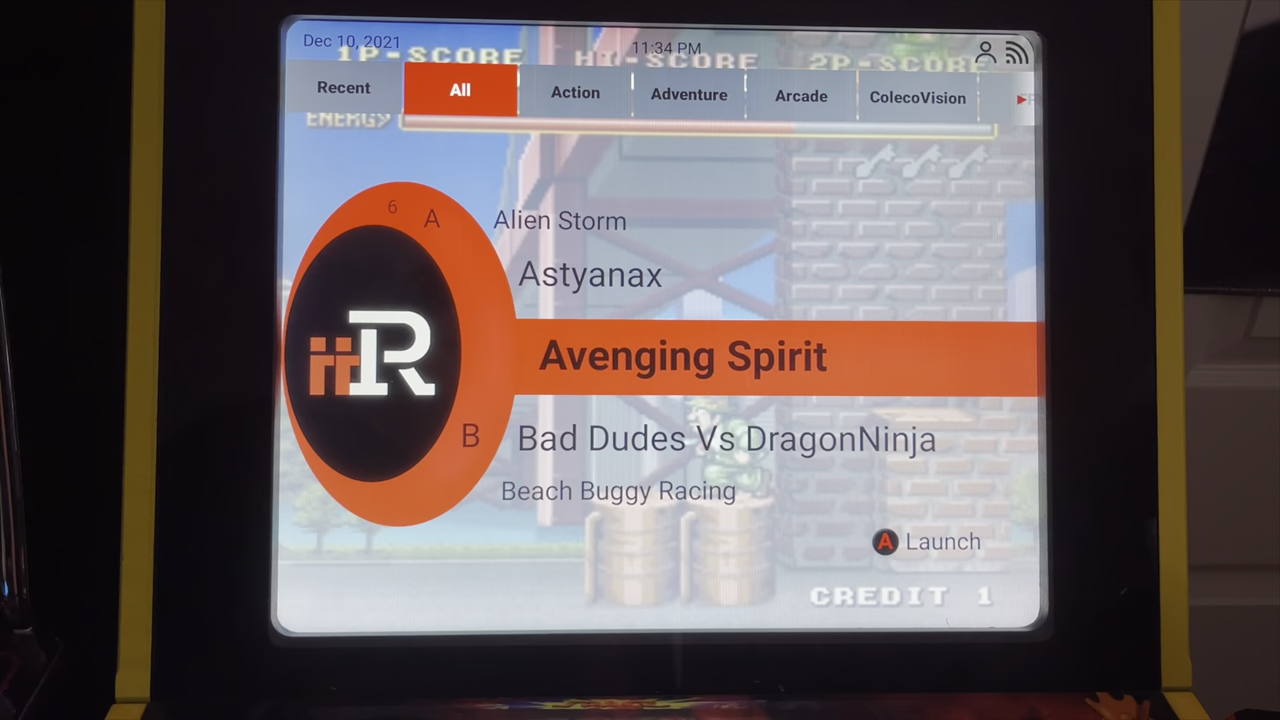 Dec 10, 2021
11:34 PM
1P-SCORE HI-SCORE 2P-SCORE
Recent All Action Adventure Arcade ColecoVision
ENERGY
6 A Alien Storm
Astyanax
iiR
Avenging Spirit
B Bad Dudes Vs DragonNinja
Beach Buggy Racing
A Launch
CREDIT 1